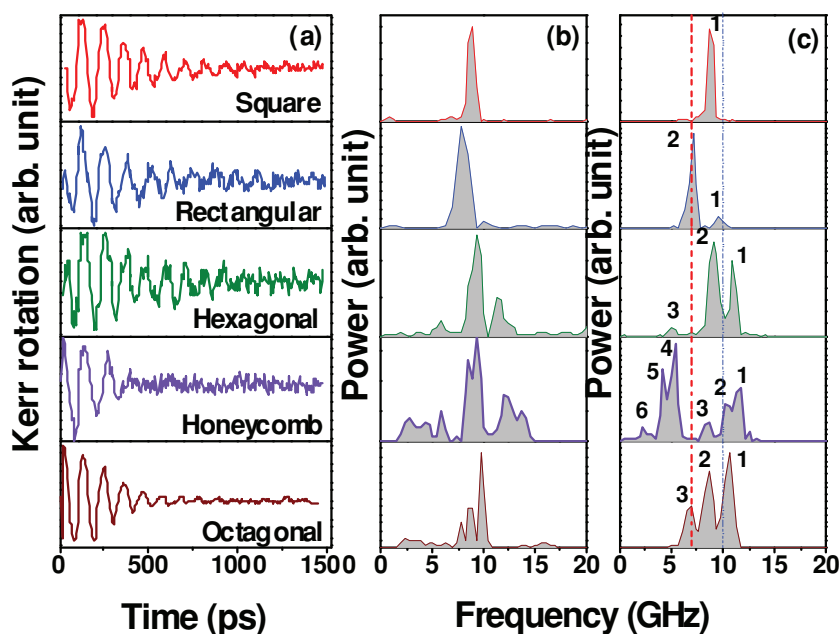 (a)
(b)
(c)
1
Square
2
1
Rectangular
2
1
3
Hexagonal
4
5
6
3
2
1
Honeycomb
3
2
1
Octagonal
0 500 1000 1500
0 5 10 15 20
0 5 10 15 20
Time (ps)
Frequency (GHz)
Kerr rotation (arb. unit)
Power (arb. unit)
Power (arb. unit)